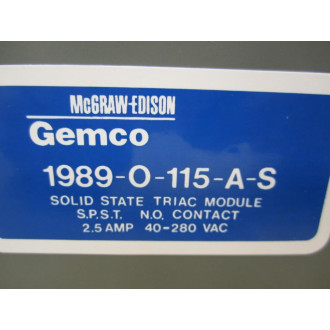 McGRAW-EDISON
Gemco
1989-O-115-A-S
SOLID STATE TRIAC MODULE
S.P.S.T. N.O. CONTACT
2.5 AMP 40-280 VAC